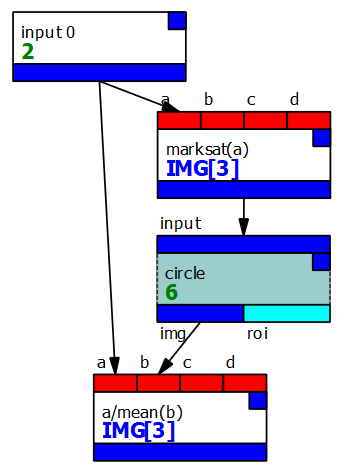 input 0
2
a b c d
marksat(a)
IMG[3]
input
circle
6
img roi
a b c d
a/mean(b)
IMG[3]